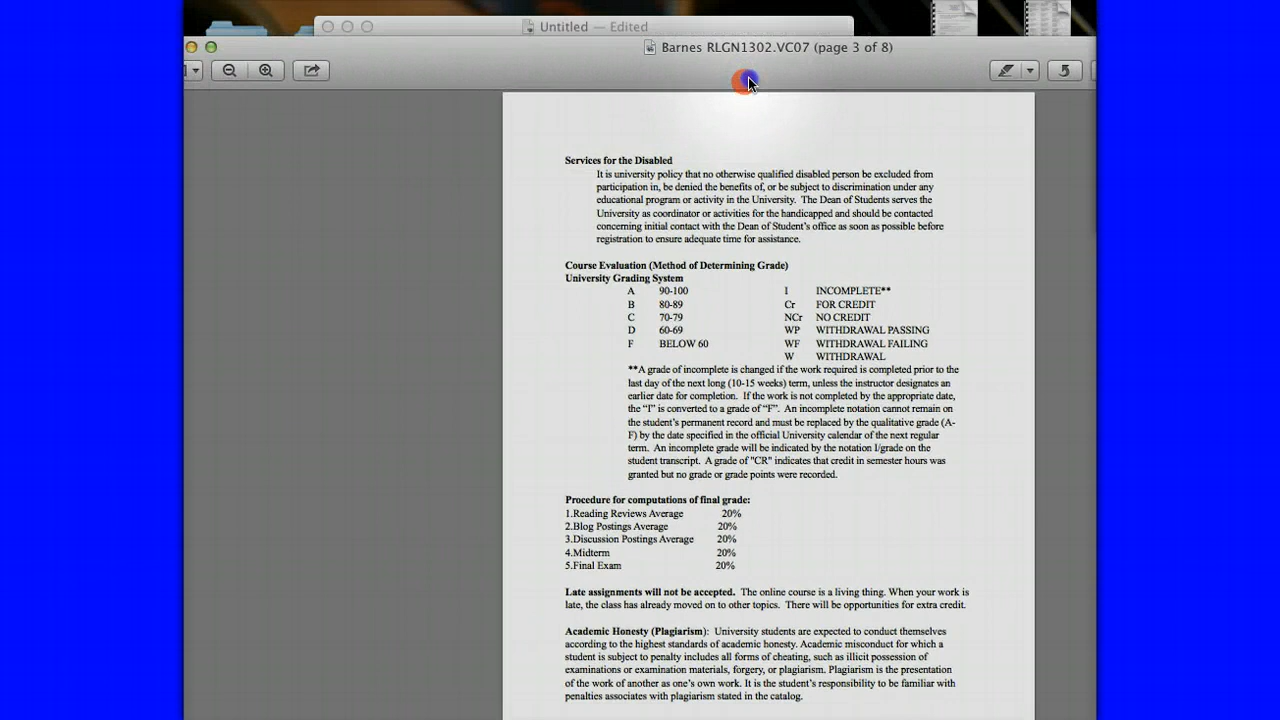 Untitled — Edited
Barnes RLGN1302.VC07 (page 3 of 8)
Services for the Disabled
It is university policy that no otherwise qualified disabled person be excluded from
participation in, be denied the benefits of, or be subject to discrimination under any
educational program or activity in the University. The Dean of Students serves the
University as coordinator or activities for the handicapped and should be contacted
concerning initial contact with the Dean of Student's office as soon as possible before
registration to ensure adequate time for assistance.
Course Evaluation (Method of Determining Grade)
University Grading System
A 90-100 I INCOMPLETE**
B 80-89 Cr FOR CREDIT
C 70-79 NCr NO CREDIT
D 60-69 WP WITHDRAWAL PASSING
F BELOW 60 WF WITHDRAWAL FAILING
W WITHDRAWAL
**A grade of incomplete is changed if the work required is completed prior to the
last day of the next long (10-15 weeks) term, unless the instructor designates an
earlier date for completion. If the work is not completed by the appropriate date,
the “I” is converted to a grade of “F”. An incomplete notation cannot remain on
the student's permanent record and must be replaced by the qualitative grade (A-
F) by the date specified in the official University calendar of the next regular
term. An incomplete grade will be indicated by the notation I/grade on the
student transcript. A grade of "CR" indicates that credit in semester hours was
granted but no grade or grade points were recorded.
Procedure for computations of final grade:
1.Reading Reviews Average 20%
2.Blog Postings Average 20%
3.Discussion Postings Average 20%
4.Midterm 20%
5.Final Exam 20%
Late assignments will not be accepted. The online course is a living thing. When your work is
late, the class has already moved on to other topics. There will be opportunities for extra credit.
Academic Honesty (Plagiarism): University students are expected to conduct themselves
according to the highest standards of academic honesty. Academic misconduct for which a
student is subject to penalty includes all forms of cheating, such as illicit possession of
examinations or examination materials, forgery, or plagiarism. Plagiarism is the presentation
of the work of another as one's own work. It is the student's responsibility to be familiar with
penalties associates with plagiarism stated in the catalog.